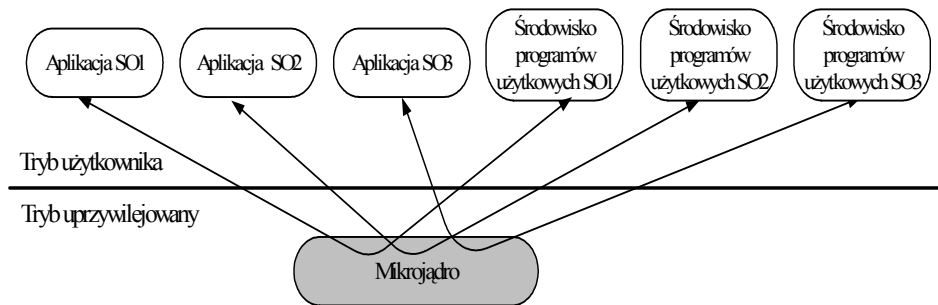 Aplikacja SO1
Aplikacja SO2
Aplikacja SO3
Środowisko
programów
użytkowych SO1
Środowisko
programów
użytkowych SO2
Środowisko
programów
użytkowych SO3
Tryb użytkownika
Tryb uprzywilejowany
Mikrojądro